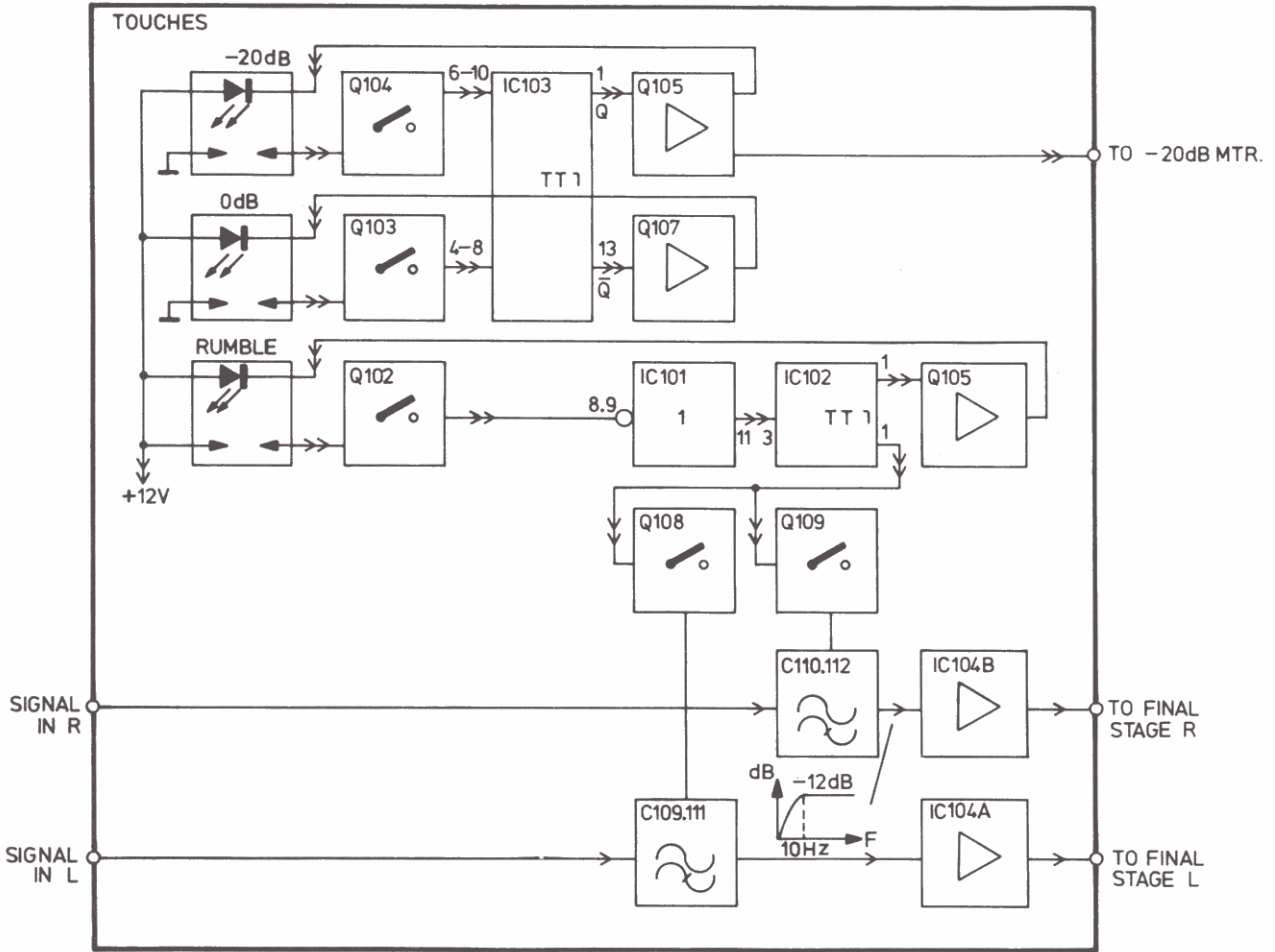 TOUCHES
-20dB
Q104
6-10
IC103
1
Q
Q105
TO -20dB MTR.
TT
0dB
Q103
4-8
13
Q̅
Q107
RUMBLE
Q102
8.9
IC101
1
11 3
IC102
TT
1
1
Q105
+12V
Q108
Q109
SIGNAL
IN R
C110.112
IC104B
TO FINAL
STAGE R
dB
-12dB
10Hz
F
SIGNAL
IN L
C109.111
IC104A
TO FINAL
STAGE L